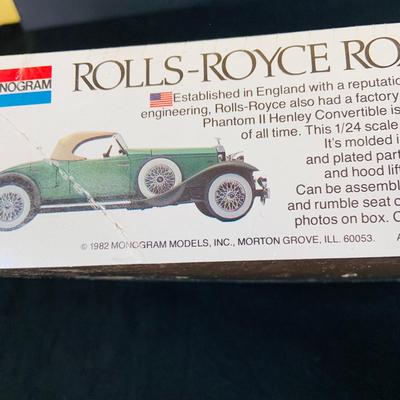 NOGRAM
ROLLS-ROYCE RO
Established in England with a reputatio
engineering, Rolls-Royce also had a factory
Phantom II Henley Convertible is
of all time. This 1/24 scale
It's molded i
and plated part
and hood lift
Can be assembl
and rumble seat o
photos on box. C
© 1982 MONOGRAM MODELS, INC., MORTON GROVE, ILL. 60053.
A